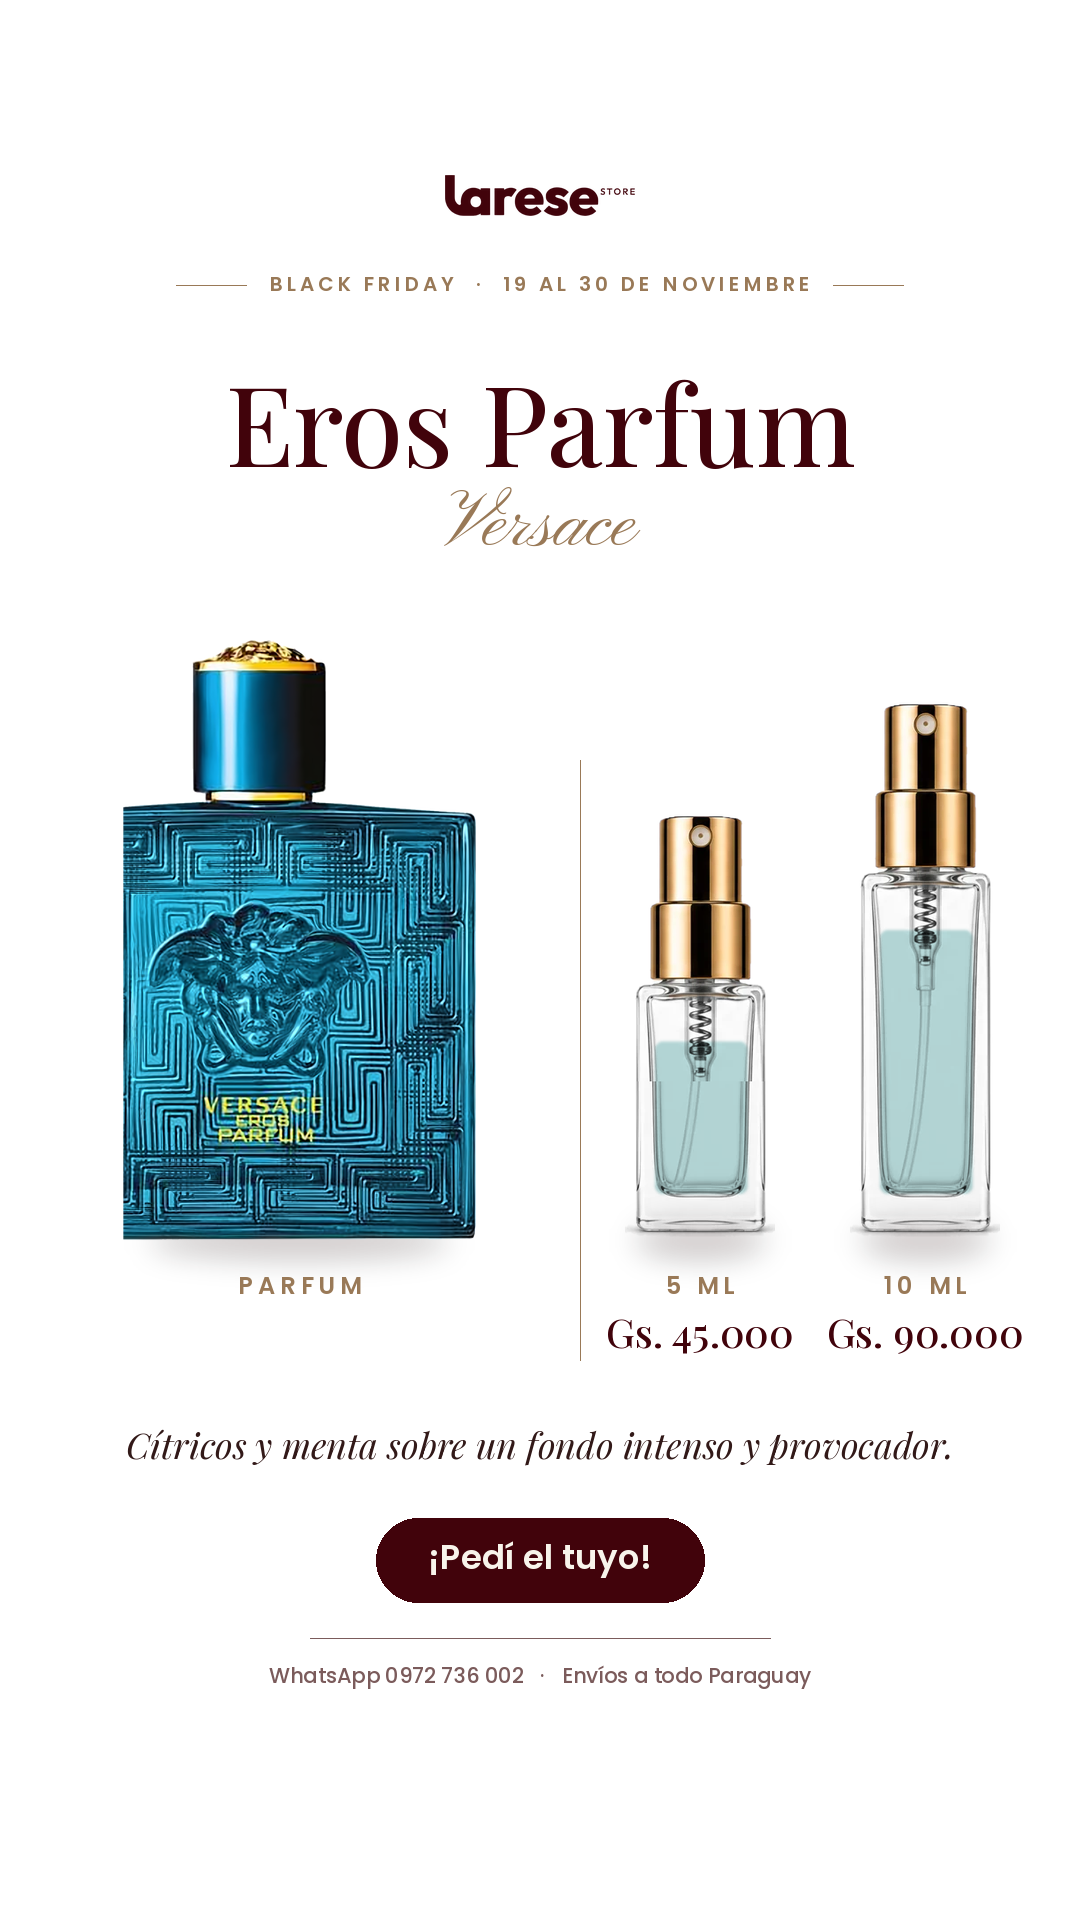 Larese STORE
BLACK FRIDAY · 19 AL 30 DE NOVIEMBRE
Eros Parfum
Versace
VERSACE
EROS
PARFUM
PARFUM
5 ML
Gs. 45.000
10 ML
Gs. 90.000
Cítricos y menta sobre un fondo intenso y provocador.
¡Pedí el tuyo!
WhatsApp 0972 736 002 · Envíos a todo Paraguay